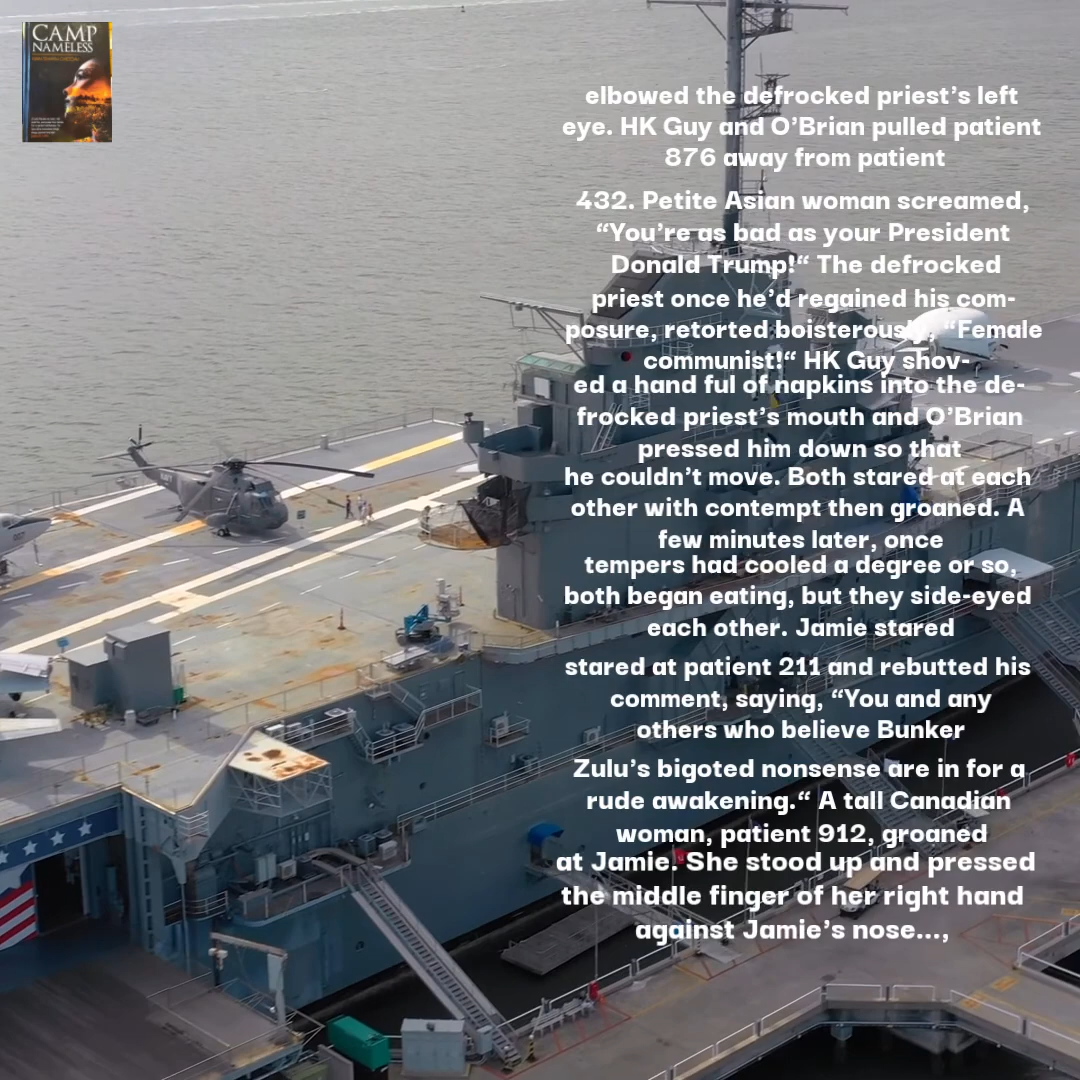 CAMP
NAMELESS
elbowed the defrocked priest's left
eye. HK Guy and O'Brian pulled patient
876 away from patient
432. Petite Asian woman screamed,
“You're as bad as your President
Donald Trump!“ The defrocked
priest once he'd regained his com-
posure, retorted boisterously, “Female
communist!“ HK Guy shov-
ed a hand ful of napkins into the de-
frocked priest's mouth and O'Brian
pressed him down so that
he couldn't move. Both stared at each
other with contempt then groaned. A
few minutes later, once
tempers had cooled a degree or so,
both began eating, but they side-eyed
each other. Jamie stared
stared at patient 211 and rebutted his
comment, saying, “You and any
others who believe Bunker
Zulu's bigoted nonsense are in for a
rude awakening.“ A tall Canadian
woman, patient 912, groaned
at Jamie. She stood up and pressed
the middle finger of her right hand
against Jamie's nose...,